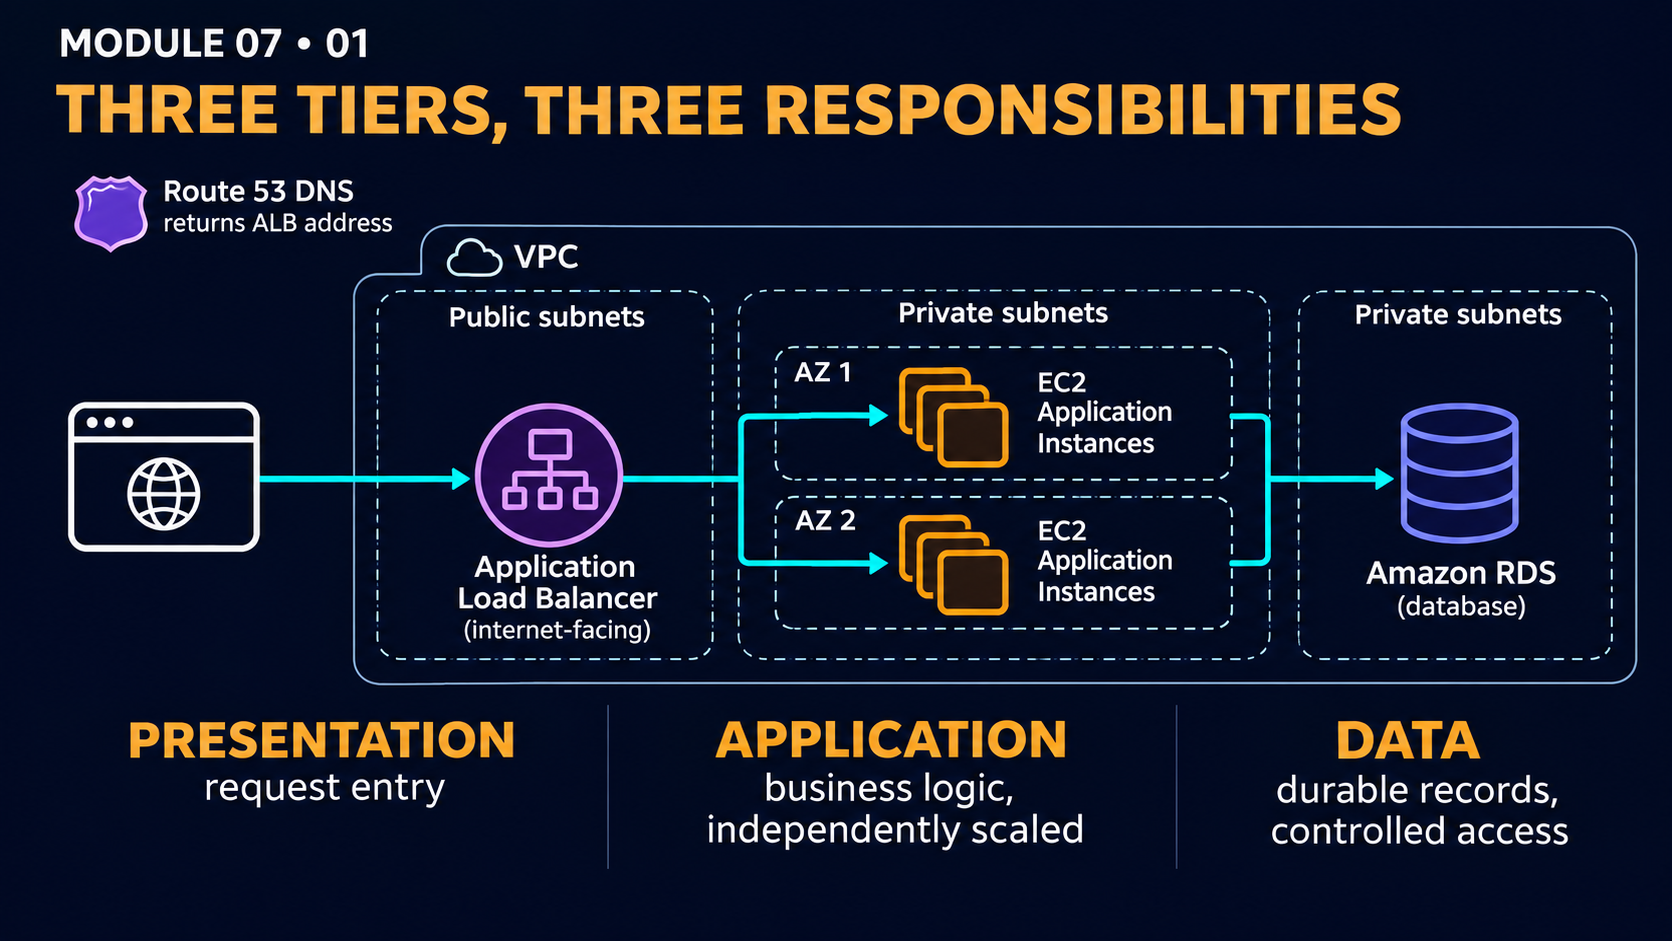 MODULE 07 • 01
THREE TIERS, THREE RESPONSIBILITIES
Route 53 DNS
returns ALB address
VPC
Public subnets
Application
Load Balancer
(internet-facing)
Private subnets
AZ 1
EC2
Application
Instances
AZ 2
EC2
Application
Instances
Private subnets
Amazon RDS
(database)
PRESENTATION
request entry
APPLICATION
business logic,
independently scaled
DATA
durable records,
controlled access